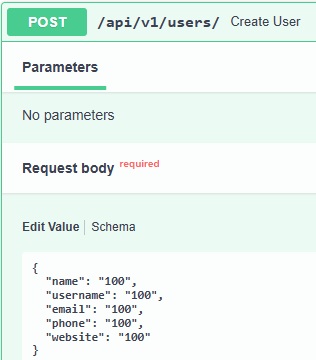 POST /api/v1/users/ Create User
Parameters
No parameters
Request body required
Edit Value Schema
{
"name": "100",
"username": "100",
"email": "100",
"phone": "100",
"website": "100"
}